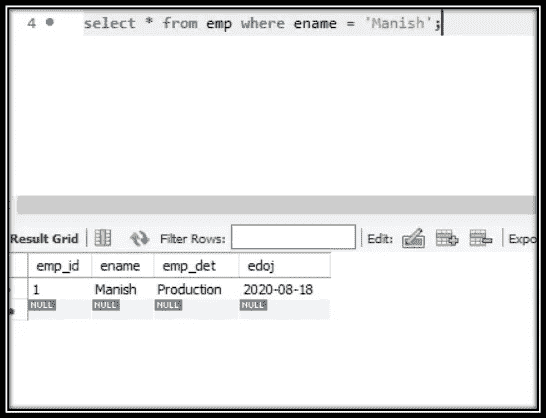 4 select * from emp where ename = 'Manish';
Result Grid Filter Rows: Edit: Expo
emp_id ename emp_det edoj
1 Manish Production 2020-08-18
NULL NULL NULL NULL